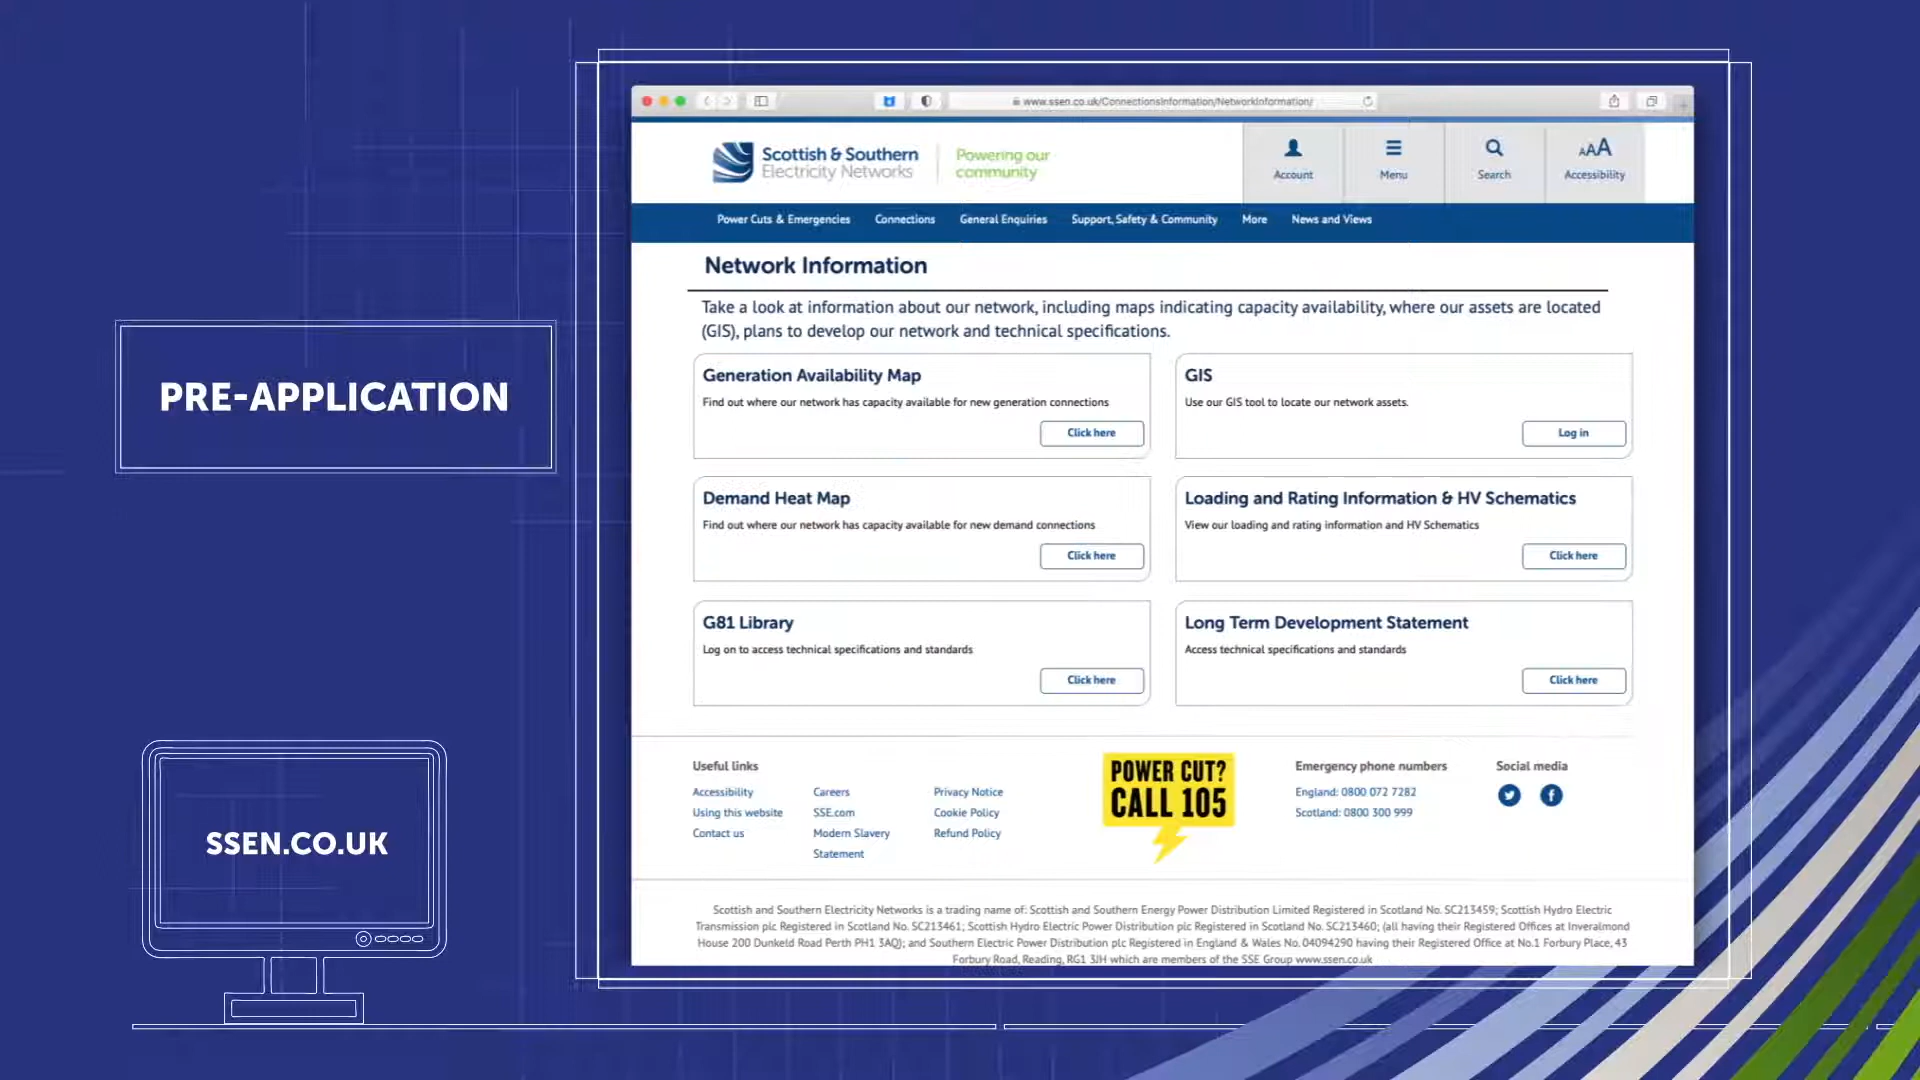 PRE-APPLICATION
SSEN.CO.UK
www.ssen.co.uk/ConnectionsInformation/NetworkInformation/
Scottish & Southern
Electricity Networks
Powering our
community
Account
Menu
Search
AAA
Accessibility
Power Cuts & Emergencies
Connections
General Enquiries
Support, Safety & Community
More
News and Views
Network Information
Take a look at information about our network, including maps indicating capacity availability, where our assets are located
(GIS), plans to develop our network and technical specifications.
Generation Availability Map
Find out where our network has capacity available for new generation connections
Click here
GIS
Use our GIS tool to locate our network assets.
Log in
Demand Heat Map
Find out where our network has capacity available for new demand connections
Click here
Loading and Rating Information & HV Schematics
View our loading and rating information and HV Schematics
Click here
G81 Library
Log on to access technical specifications and standards
Click here
Long Term Development Statement
Access technical specifications and standards
Click here
Useful links
Accessibility
Using this website
Contact us
Careers
SSE.com
Modern Slavery
Statement
Privacy Notice
Cookie Policy
Refund Policy
POWER CUT?
CALL 105
Emergency phone numbers
England: 0800 072 7282
Scotland: 0800 300 999
Social media
Scottish and Southern Electricity Networks is a trading name of: Scottish and Southern Energy Power Distribution Limited Registered in Scotland No. SC213459; Scottish Hydro Electric
Transmission plc Registered in Scotland No. SC213461; Scottish Hydro Electric Power Distribution plc Registered in Scotland No. SC213460; (all having their Registered Offices at Inveralmond
House 200 Dunkeld Road Perth PH1 3AQ); and Southern Electric Power Distribution plc Registered in England & Wales No. 04094290 having their Registered Office at No.1 Forbury Place, 43
Forbury Road, Reading, RG1 3JH which are members of the SSE Group www.ssen.co.uk